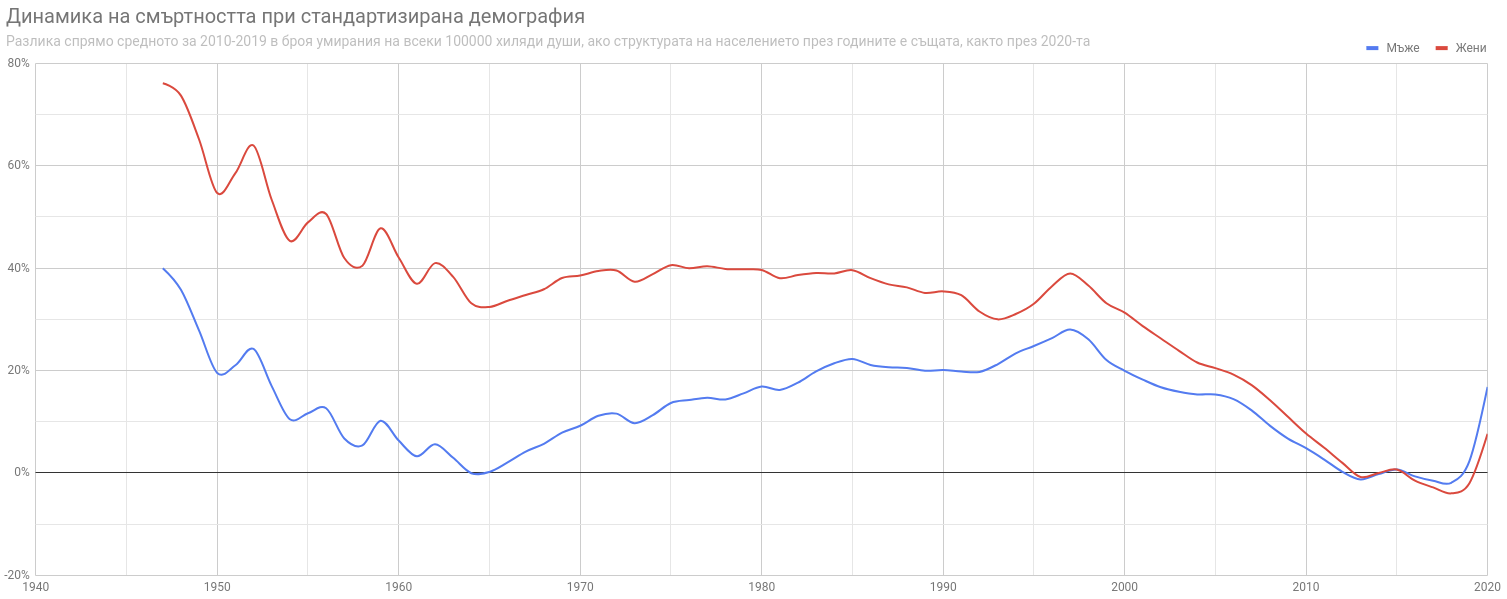 Динамика на смъртността при стандартизирана демография
Разлика спрямо средното за 2010-2019 в броя умирания на всеки 100000 хиляди души, ако структурата на населението през годините е същата, както през 2020-та
Мъже Жени
80%
60%
40%
20%
0%
-20%
1940 1950 1960 1970 1980 1990 2000 2010 2020